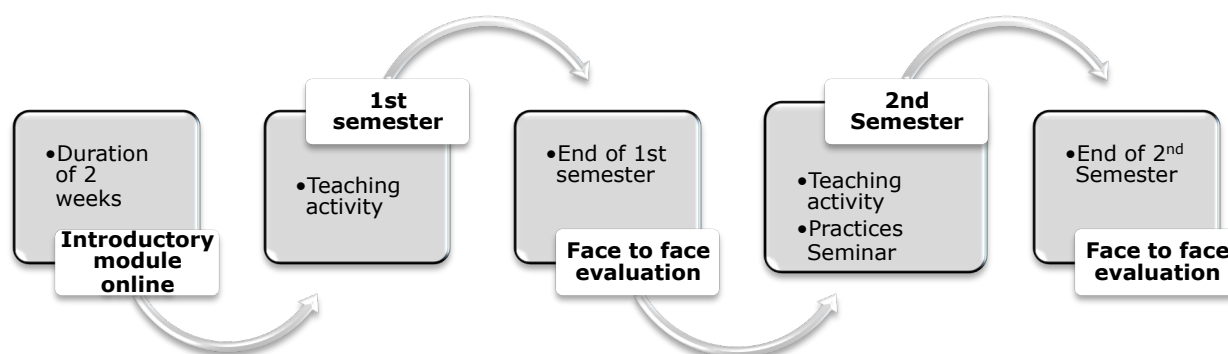 •Duration
of 2
weeks
Introductory
module
online
1st
semester
•Teaching
activity
•End of 1st
semester
Face to face
evaluation
2nd
Semester
•Teaching
activity
•Practices
Seminar
•End of 2nd
Semester
Face to face
evaluation